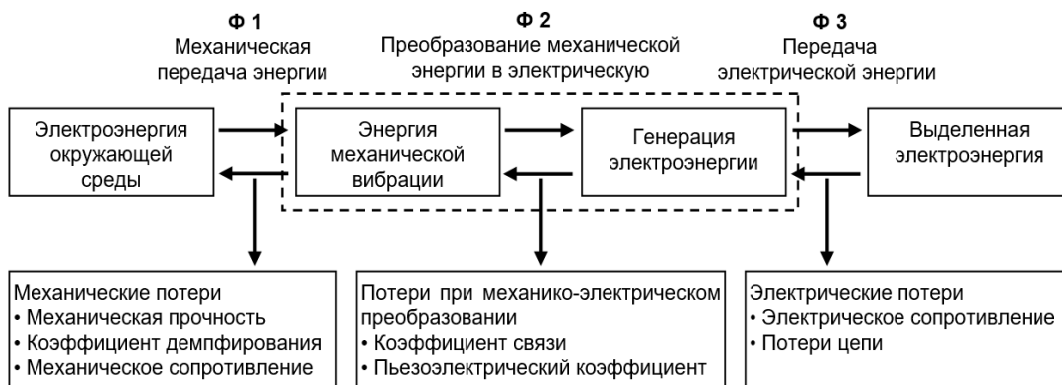 Ф 1
Механическая
передача энергии
Ф 2
Преобразование механической
энергии в электрическую
Ф 3
Передача
электрической энергии
Электроэнергия
окружающей
среды
Энергия
механической
вибрации
Генерация
электроэнергии
Выделенная
электроэнергия
Механические потери
• Механическая прочность
• Коэффициент демпфирования
• Механическое сопротивление
Потери при механико-электрическом
преобразовании
• Коэффициент связи
• Пьезоэлектрический коэффициент
Электрические потери
• Электрическое сопротивление
• Потери цепи